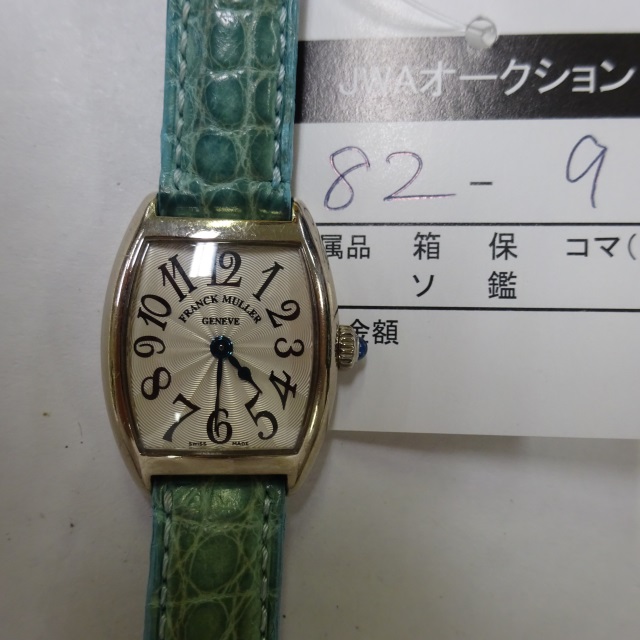 JWAオークション
82-9
属品 箱 保 コマ(
ソ 鑑
金額
12
11 1
10 2
9 3
8 4
7 5
6
FRANCK MULLER
GENEVE
SWISS MADE